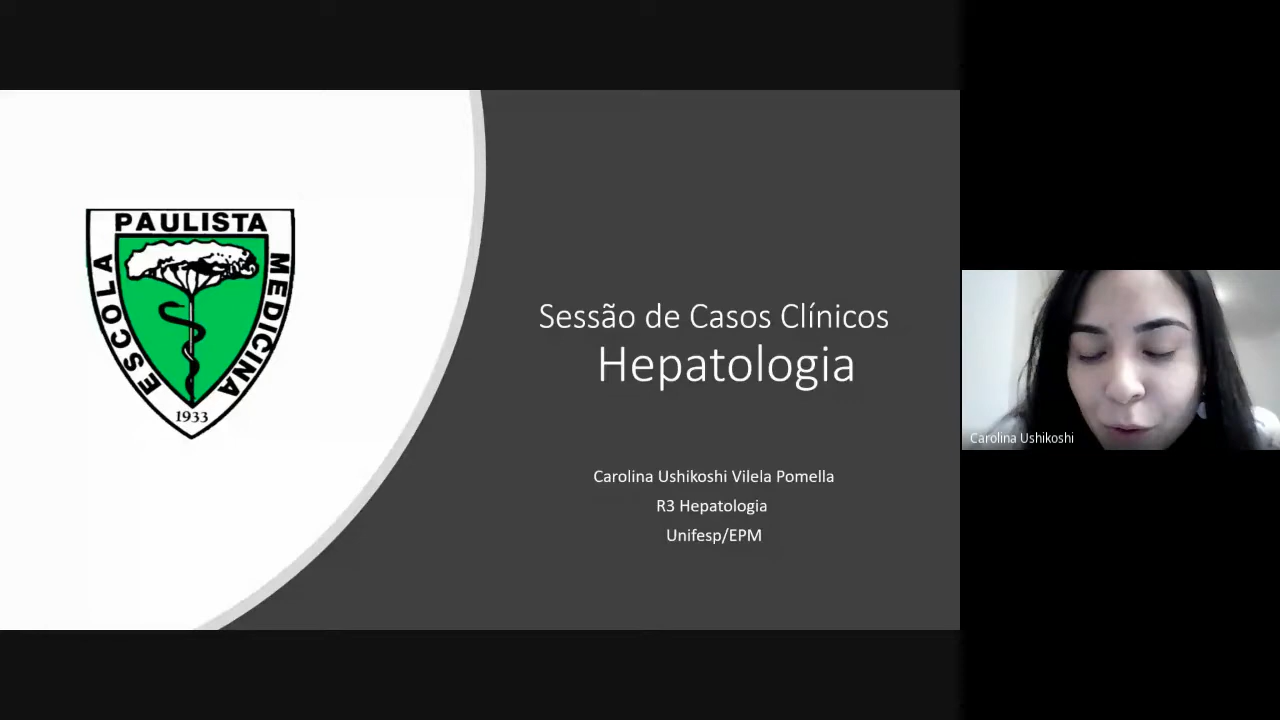 PAULISTA
ESCOLA
MEDICINA
1933
Sessão de Casos Clínicos
Hepatologia
Carolina Ushikoshi Vilela Pomella
R3 Hepatologia
Unifesp/EPM
Carolina Ushikoshi